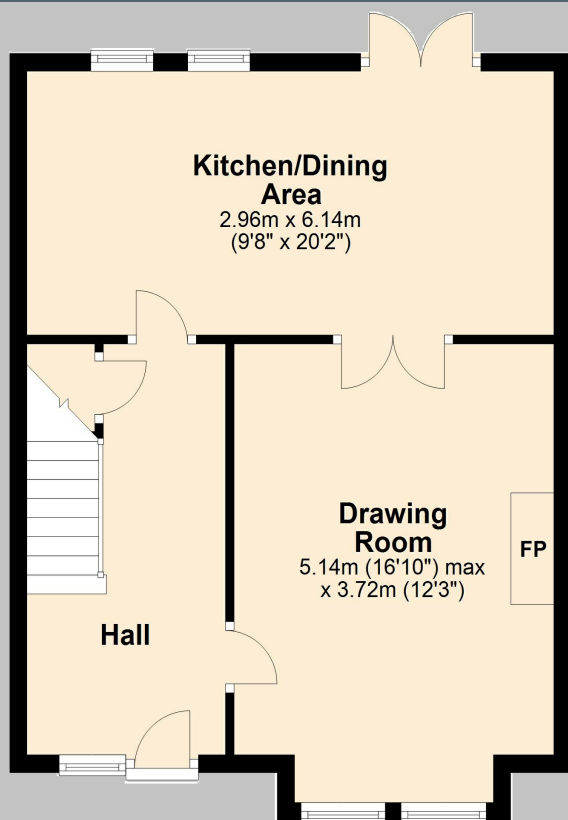 Kitchen/Dining
Area
2.96m x 6.14m
(9'8" x 20'2")
Drawing
Room
5.14m (16'10") max
x 3.72m (12'3")
FP
Hall